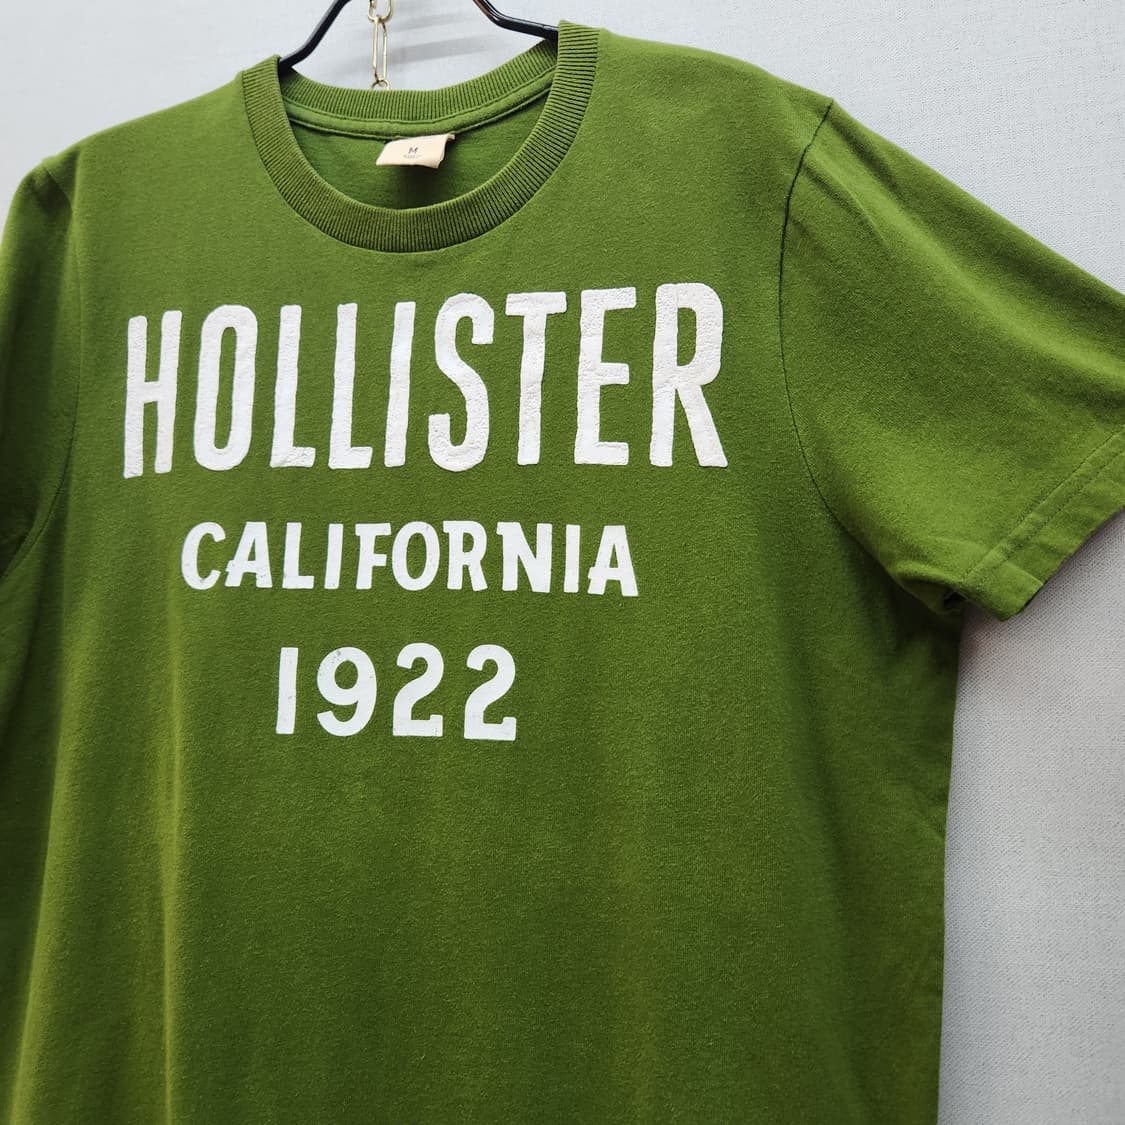 M
HOLLISTER
CALIFORNIA
1922